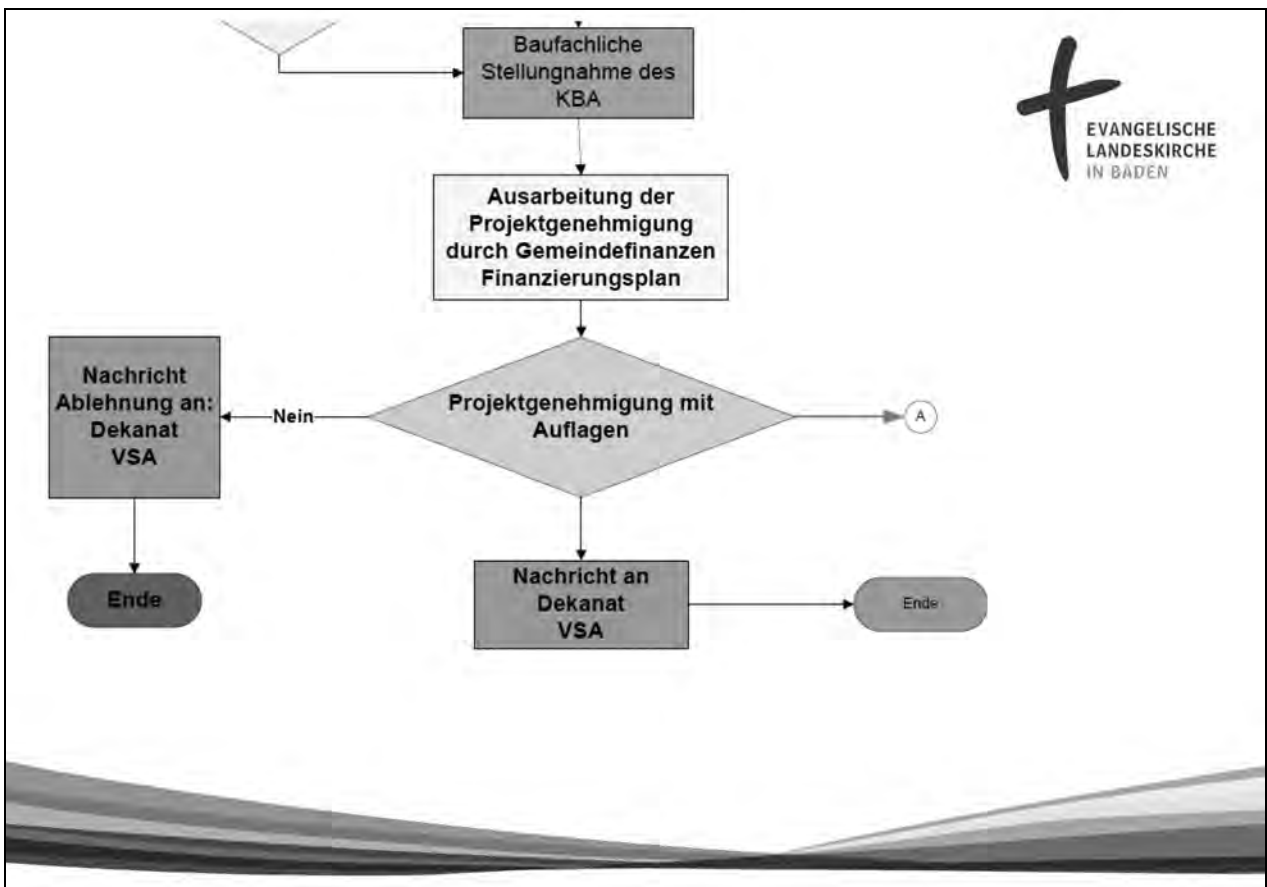 Baufachliche
Stellungnahme des
KBA
EVANGELISCHE
LANDESKIRCHE
IN BADEN
Ausarbeitung der
Projektgenehmigung
durch Gemeindefinanzen
Finanzierungsplan
Nachricht
Ablehnung an:
Dekanat
VSA
Nein
Projektgenehmigung mit
Auflagen
A
Ende
Nachricht an
Dekanat
VSA
Ende